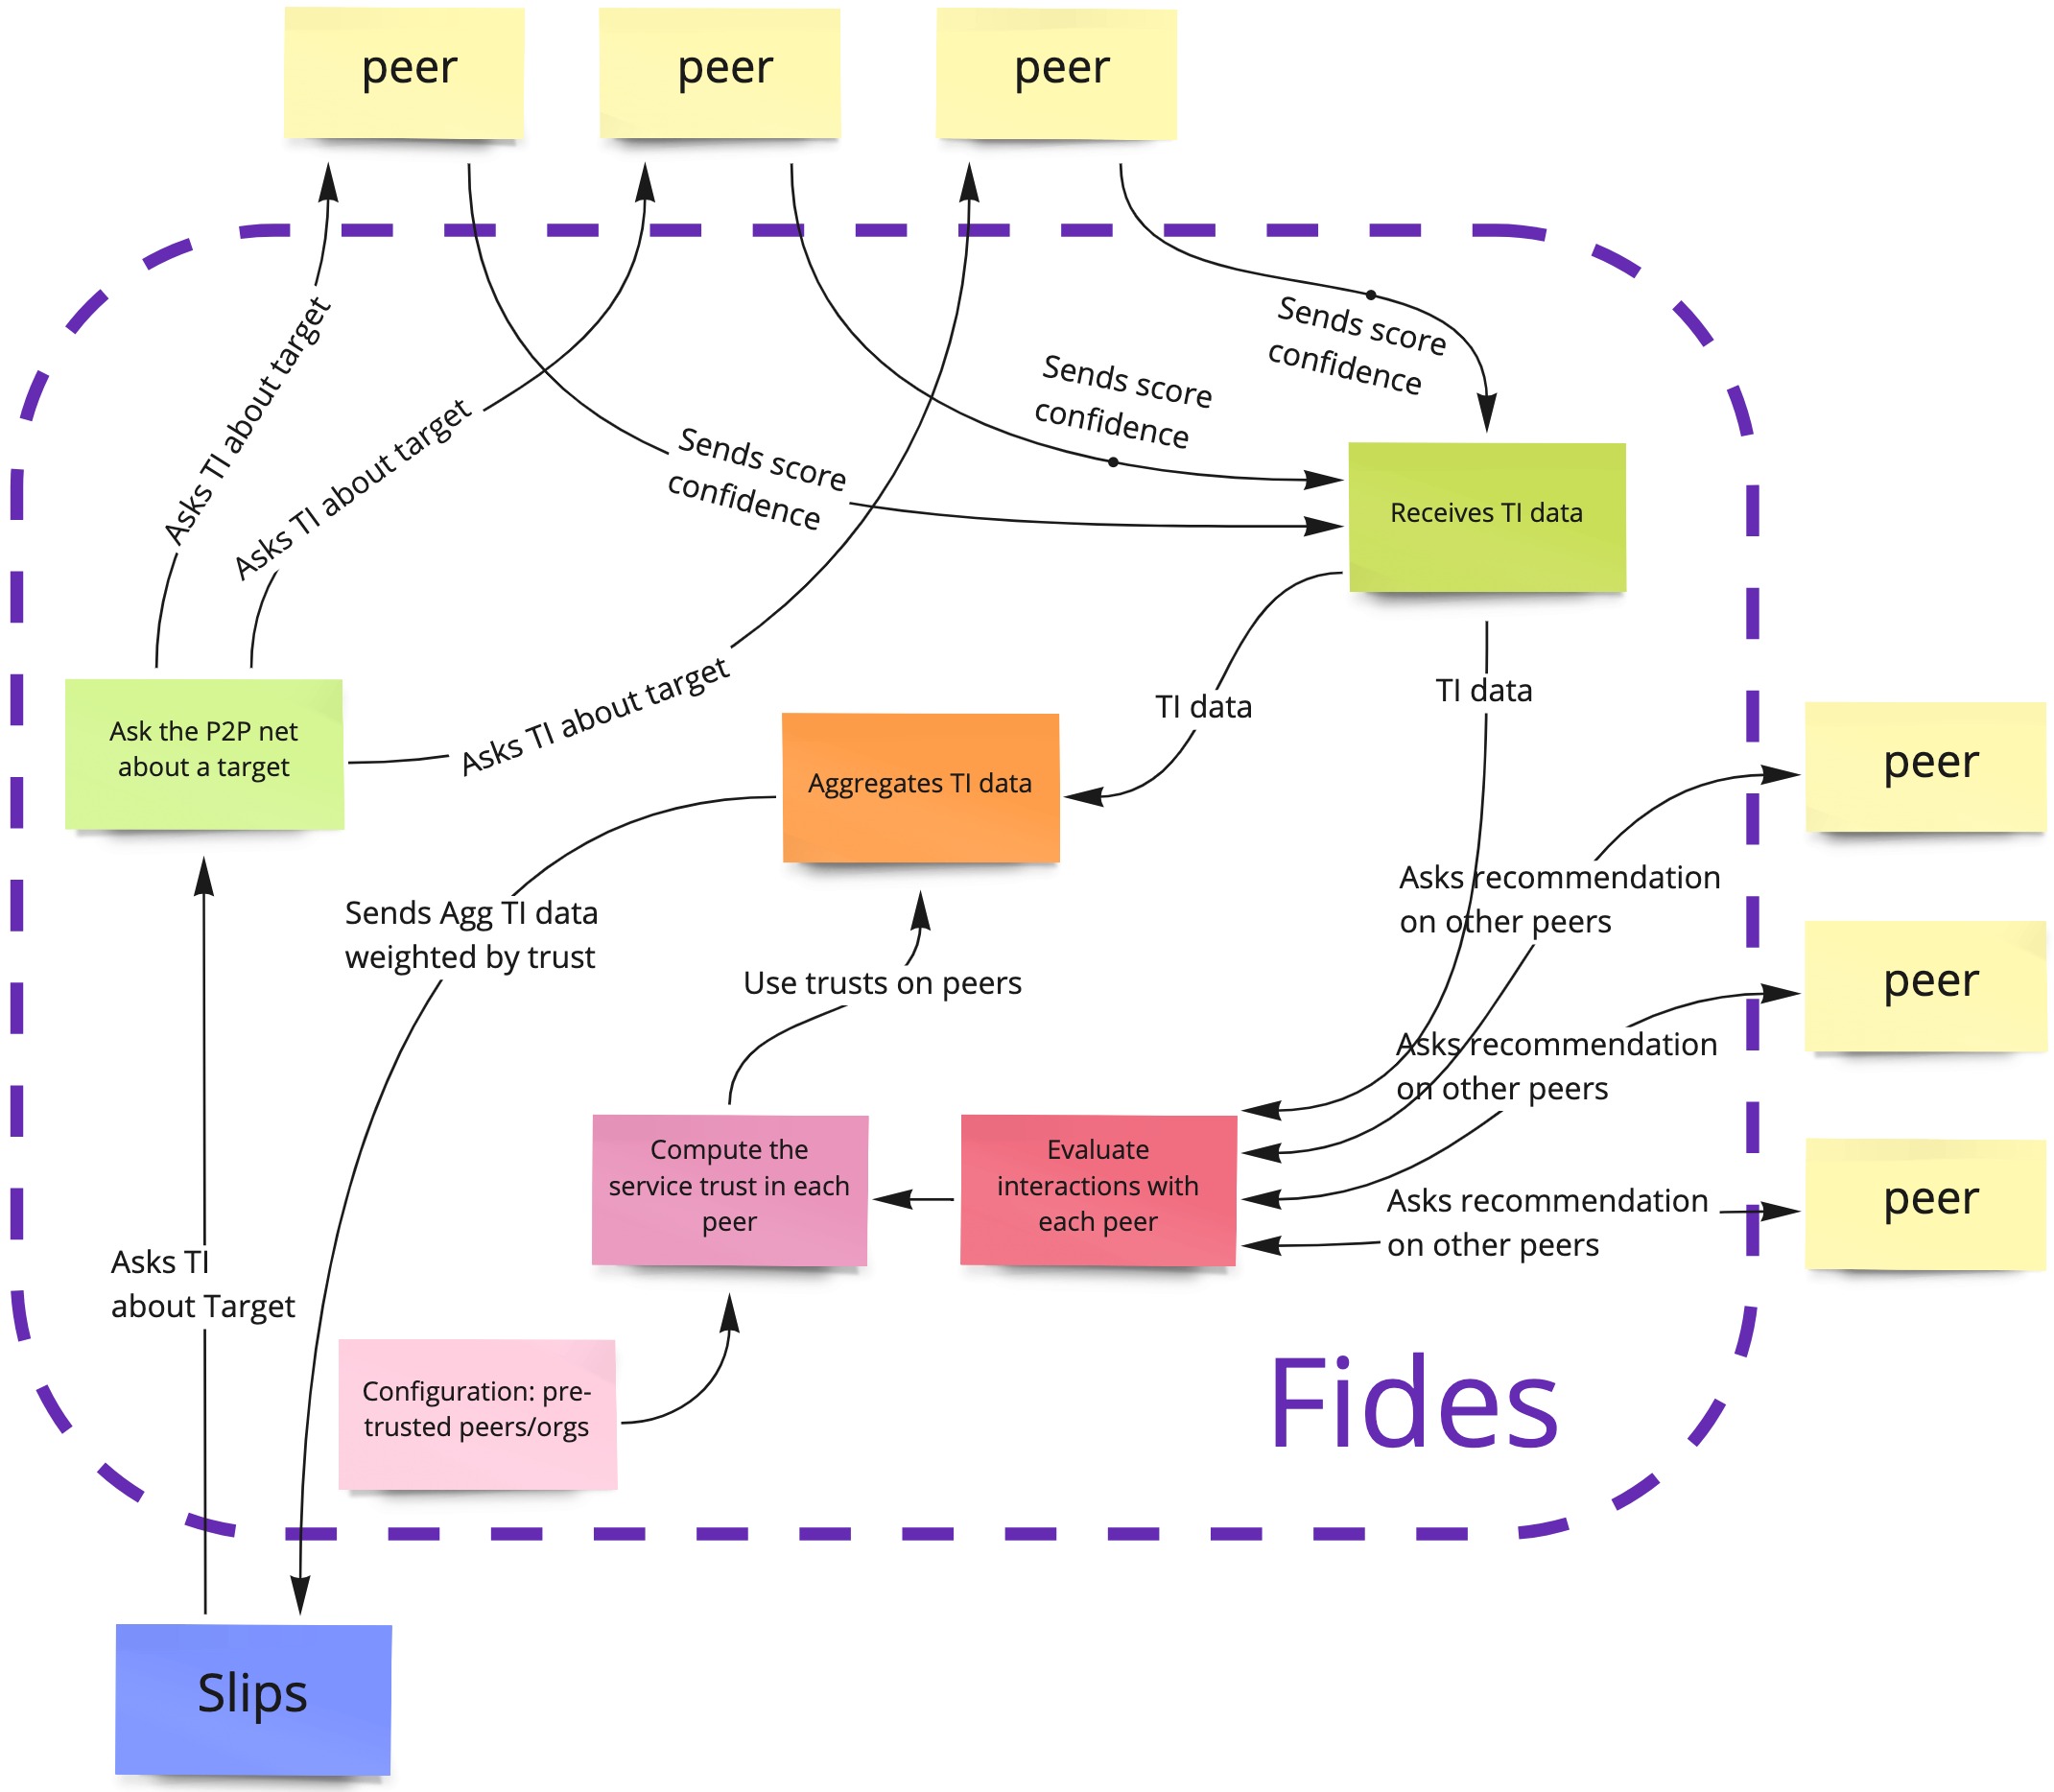 peer
peer
peer
Asks TI about target
Asks TI about target
Asks TI about target
Sends score
confidence
Sends score
confidence
Sends score
confidence
Receives TI data
Ask the P2P net
about a target
TI data
TI data
Aggregates TI data
peer
Asks recommendation
on other peers
Sends Agg TI data
weighted by trust
Use trusts on peers
peer
Asks recommendation
on other peers
Compute the
service trust in each
peer
Evaluate
interactions with
each peer
Asks recommendation
on other peers
peer
Asks TI
about Target
Configuration: pre-
trusted peers/orgs
Fides
Slips